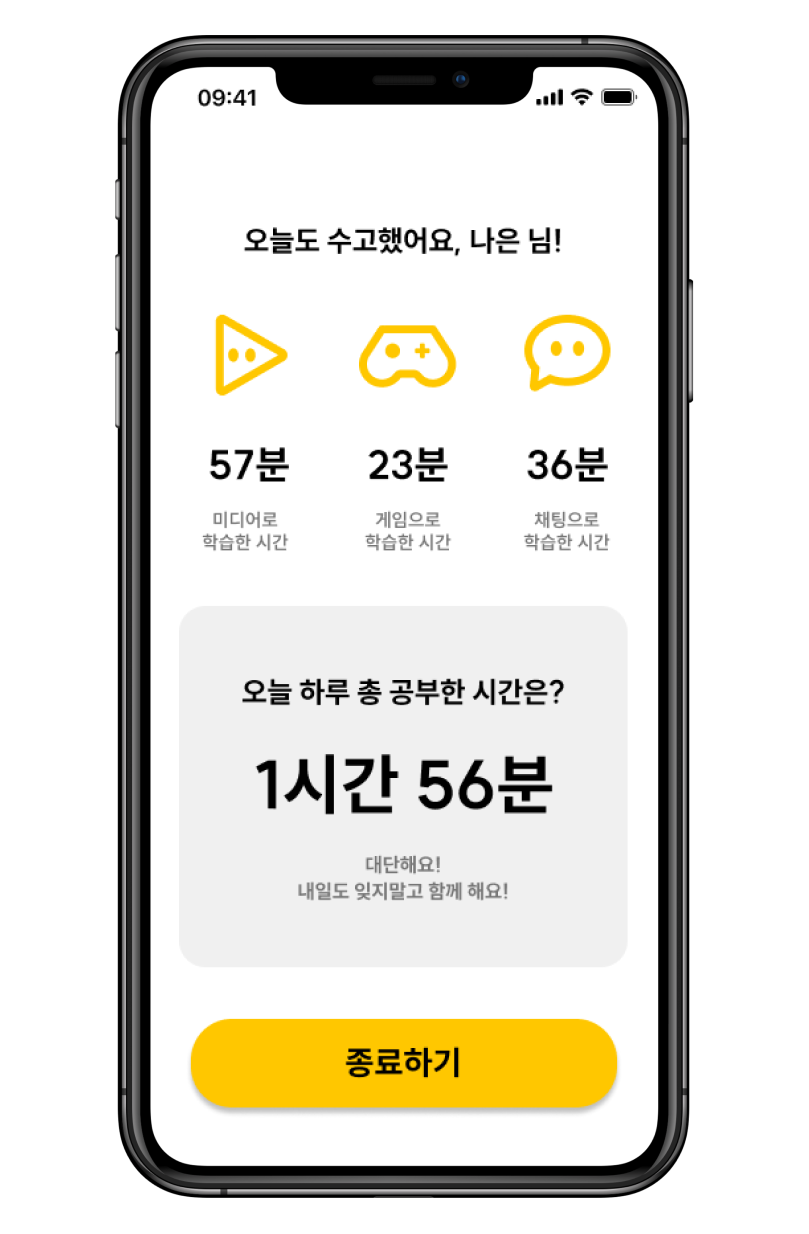 09:41
오늘도 수고했어요, 나은 님!
57분
23분
36분
미디어로
학습한 시간
게임으로
학습한 시간
채팅으로
학습한 시간
오늘 하루 총 공부한 시간은?
1시간 56분
대단해요!
내일도 잊지말고 함께 해요!
종료하기